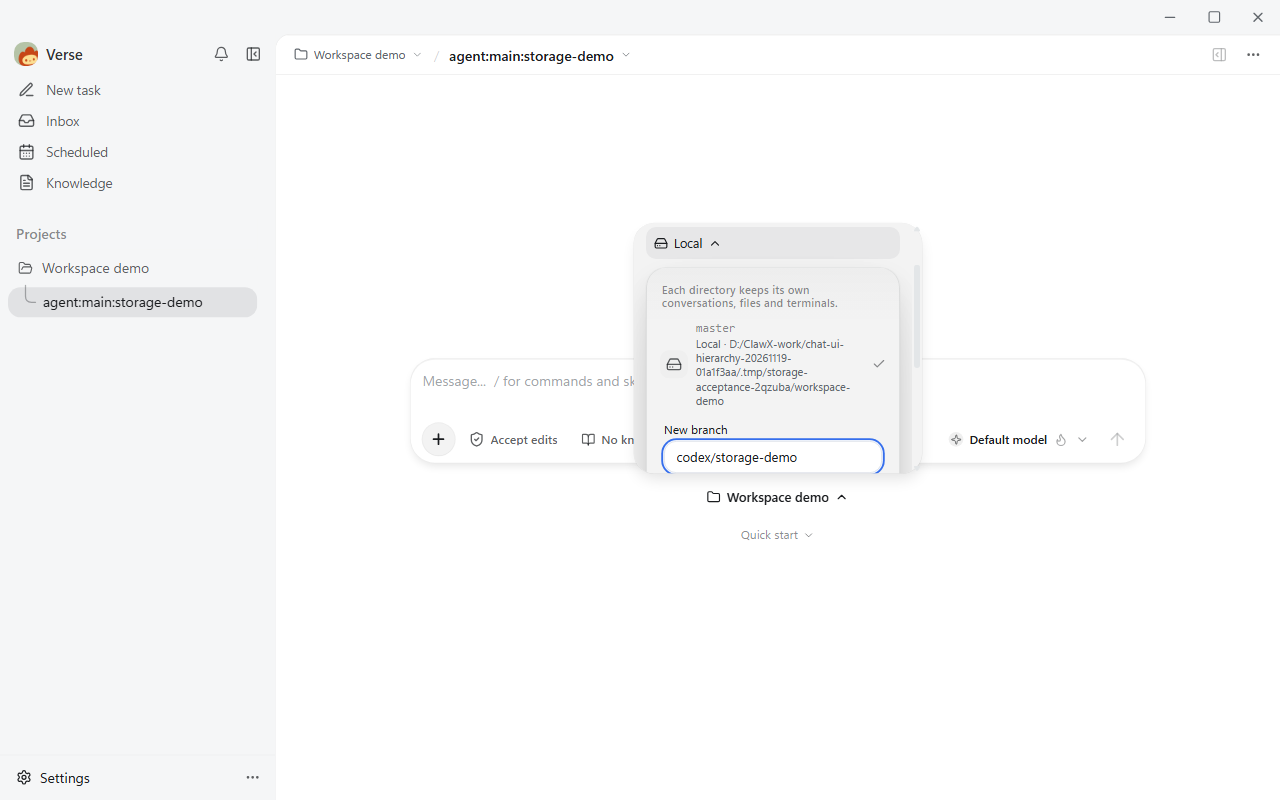 Verse
New task
Inbox
Scheduled
Knowledge
Projects
Workspace demo
agent:main:storage-demo
Settings
Workspace demo / agent:main:storage-demo
Local
Each directory keeps its own
conversations, files and terminals.
master
Local · D:/ClawX-work/chat-ui-
hierarchy-20261119-
01a1f3aa/.tmp/storage-
acceptance-2qzuba/workspace-
demo
New branch
codex/storage-demo
Message... / for commands and sk
Accept edits
No kn
Default model
Workspace demo
Quick start